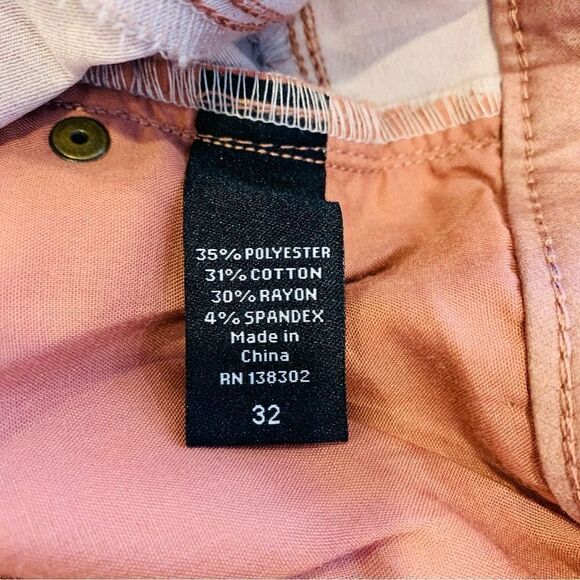 35% POLYESTER
31% COTTON
30% RAYON
4% SPANDEX
Made in
China
RN 138302
32